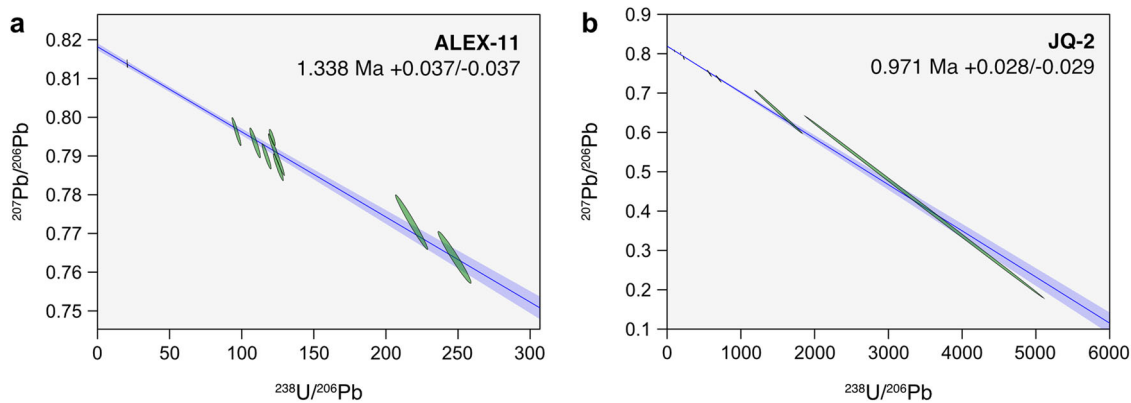 a
ALEX-11
1.338 Ma +0.037/-0.037
0.82
0.81
0.80
0.79
0.78
0.77
0.76
0.75
207Pb/206Pb
0 50 100 150 200 250 300
238U/206Pb
b
JQ-2
0.971 Ma +0.028/-0.029
0.9
0.8
0.7
0.6
0.5
0.4
0.3
0.2
0.1
207Pb/206Pb
0 1000 2000 3000 4000 5000 6000
238U/206Pb